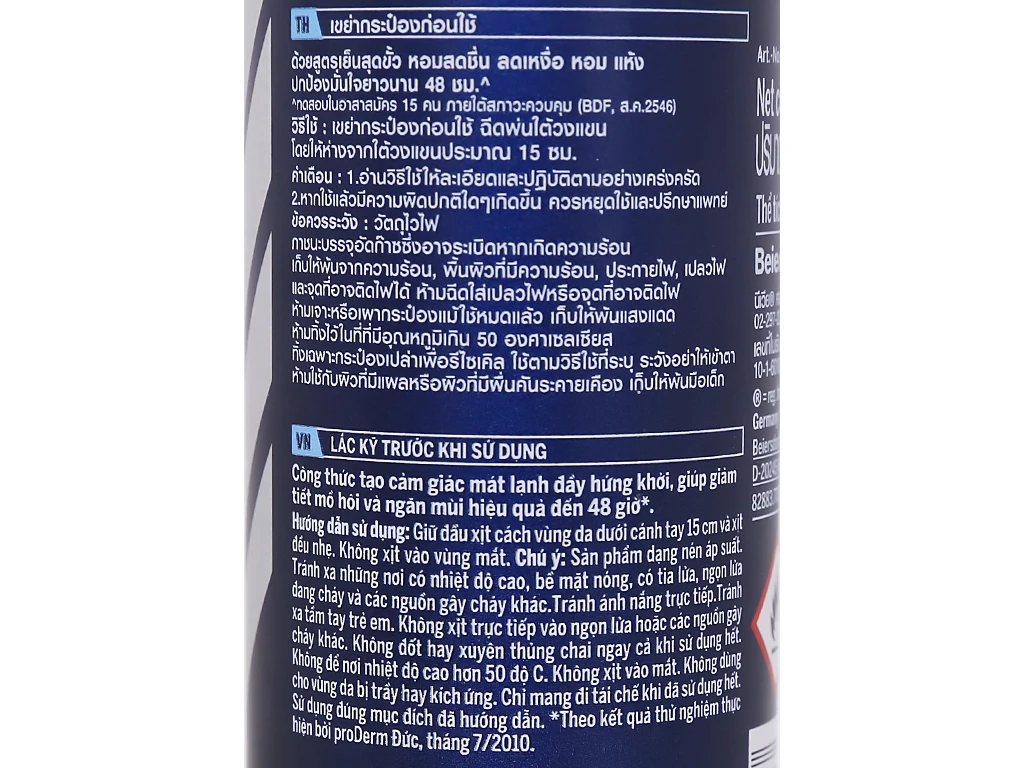 TH เขย่ากระป๋องก่อนใช้
ด้วยสูตรเย็นสุดขั้ว หอมสดชื่น ลดเหงื่อ หอม แห้ง
ปกป้องมั่นใจยาวนาน 48 ชม.^
^ทดสอบในอาสาสมัคร 15 คน ภายใต้สภาวะควบคุม (BDF, ส.ค.2546)
วิธีใช้ : เขย่ากระป๋องก่อนใช้ ฉีดพ่นใต้วงแขน
โดยให้ห่างจากใต้วงแขนประมาณ 15 ซม.
คำเตือน : 1.อ่านวิธีใช้ให้ละเอียดและปฏิบัติตามอย่างเคร่งครัด
2.หากใช้แล้วมีความผิดปกติใดๆเกิดขึ้น ควรหยุดใช้และปรึกษาแพทย์
ข้อควรระวัง : วัตถุไวไฟ
ภาชนะบรรจุอัดก๊าซซึ่งอาจระเบิดหากเกิดความร้อน
เก็บให้พ้นจากความร้อน, พื้นผิวที่มีความร้อน, ประกายไฟ, เปลวไฟ
และจุดที่อาจติดไฟได้ ห้ามฉีดใส่เปลวไฟหรือจุดที่อาจติดไฟ
ห้ามเจาะหรือเผากระป๋องแม้ใช้หมดแล้ว เก็บให้พ้นแสงแดด
ห้ามทิ้งไว้ในที่ที่มีอุณหภูมิเกิน 50 องศาเซลเซียส
ทิ้งเฉพาะกระป๋องเปล่าเพื่อรีไซเคิล ใช้ตามวิธีใช้ที่ระบุ ระวังอย่าให้เข้าตา
ห้ามใช้กับผิวที่มีแผลหรือผิวที่มีผื่นคันระคายเคือง เก็บให้พ้นมือเด็ก
VN LẮC KỸ TRƯỚC KHI SỬ DỤNG
Công thức tạo cảm giác mát lạnh đầy hứng khởi, giúp giảm
tiết mồ hôi và ngăn mùi hiệu quả đến 48 giờ*.
Hướng dẫn sử dụng: Giữ đầu xịt cách vùng da dưới cánh tay 15 cm và xịt
đều nhẹ. Không xịt vào vùng mắt. Chú ý: Sản phẩm dạng nén áp suất.
Tránh xa những nơi có nhiệt độ cao, bề mặt nóng, có tia lửa, ngọn lửa
đang cháy và các nguồn gây cháy khác.Tránh ánh nắng trực tiếp.Tránh
xa tầm tay trẻ em. Không xịt trực tiếp vào ngọn lửa hoặc các nguồn gây
cháy khác. Không đốt hay xuyên thủng chai ngay cả khi sử dụng hết.
Không để nơi nhiệt độ cao hơn 50 độ C. Không xịt vào mắt. Không dùng
cho vùng da bị trầy hay kích ứng. Chỉ mang đi tái chế khi đã sử dụng hết.
Sử dụng đúng mục đích đã hướng dẫn. *Theo kết quả thử nghiệm thực
hiện bởi proDerm Đức, tháng 7/2010.
Art.-No
Net
02-297-
10-1-60
® = reg.
German
D-20245